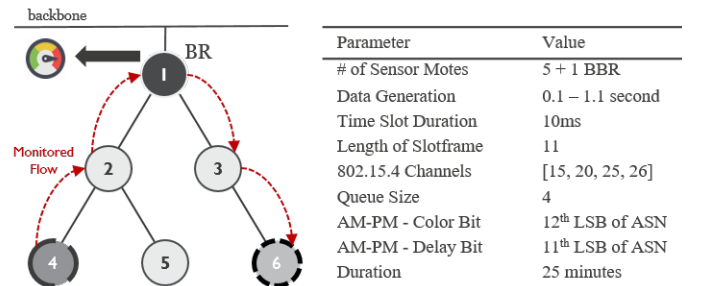 backbone
BR
1
Monitored
Flow
2
3
4
5
6
Parameter Value
# of Sensor Motes 5 + 1 BBR
Data Generation 0.1 – 1.1 second
Time Slot Duration 10ms
Length of Slotframe 11
802.15.4 Channels [15, 20, 25, 26]
Queue Size 4
AM-PM - Color Bit 12th LSB of ASN
AM-PM - Delay Bit 11th LSB of ASN
Duration 25 minutes